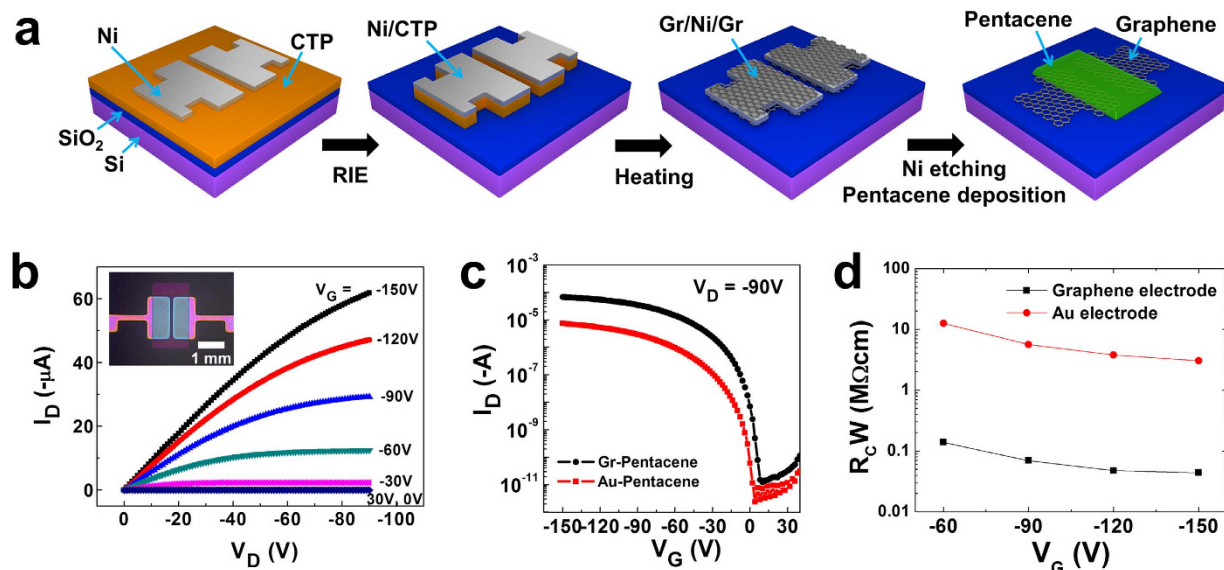 a
Ni
CTP
SiO2
Si
RIE
Ni/CTP
Heating
Gr/Ni/Gr
Ni etching
Pentacene deposition
Pentacene
Graphene
b
ID (-μA)
60
40
20
0
VG =
-150V
-120V
-90V
-60V
-30V
30V, 0V
1 mm
0 -20 -40 -60 -80 -100
VD (V)
c
ID (-A)
10-3
10-5
10-7
10-9
10-11
VD = -90V
Gr-Pentacene
Au-Pentacene
-150 -120 -90 -60 -30 0 30
VG (V)
d
RCW (MΩcm)
100
10
1
0.1
0.01
Graphene electrode
Au electrode
-60 -90 -120 -150
VG (V)